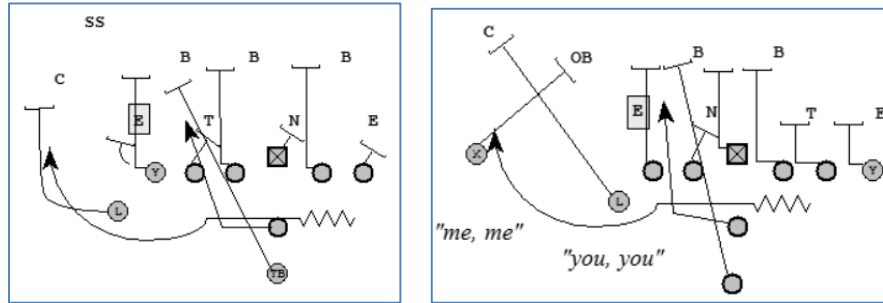 SS
B B B
C
E T N E
Y
L
TB
C
OB B B
E N T E
X Y
L
"me, me"
"you, you"